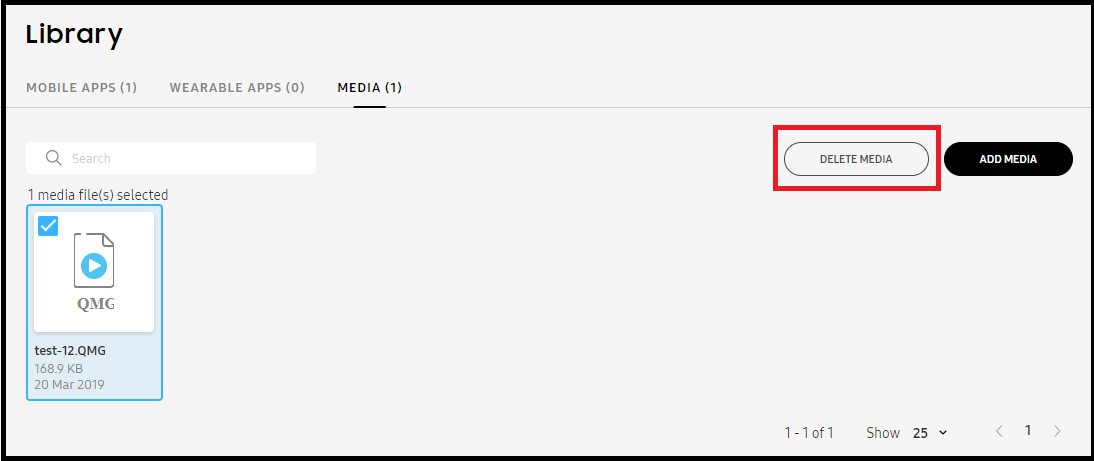 Library
MOBILE APPS (1) WEARABLE APPS (0) MEDIA (1)
Search DELETE MEDIA ADD MEDIA
1 media file(s) selected
QMG
test-12.QMG
168.9 KB
20 Mar 2019
1 - 1 of 1 Show 25 1